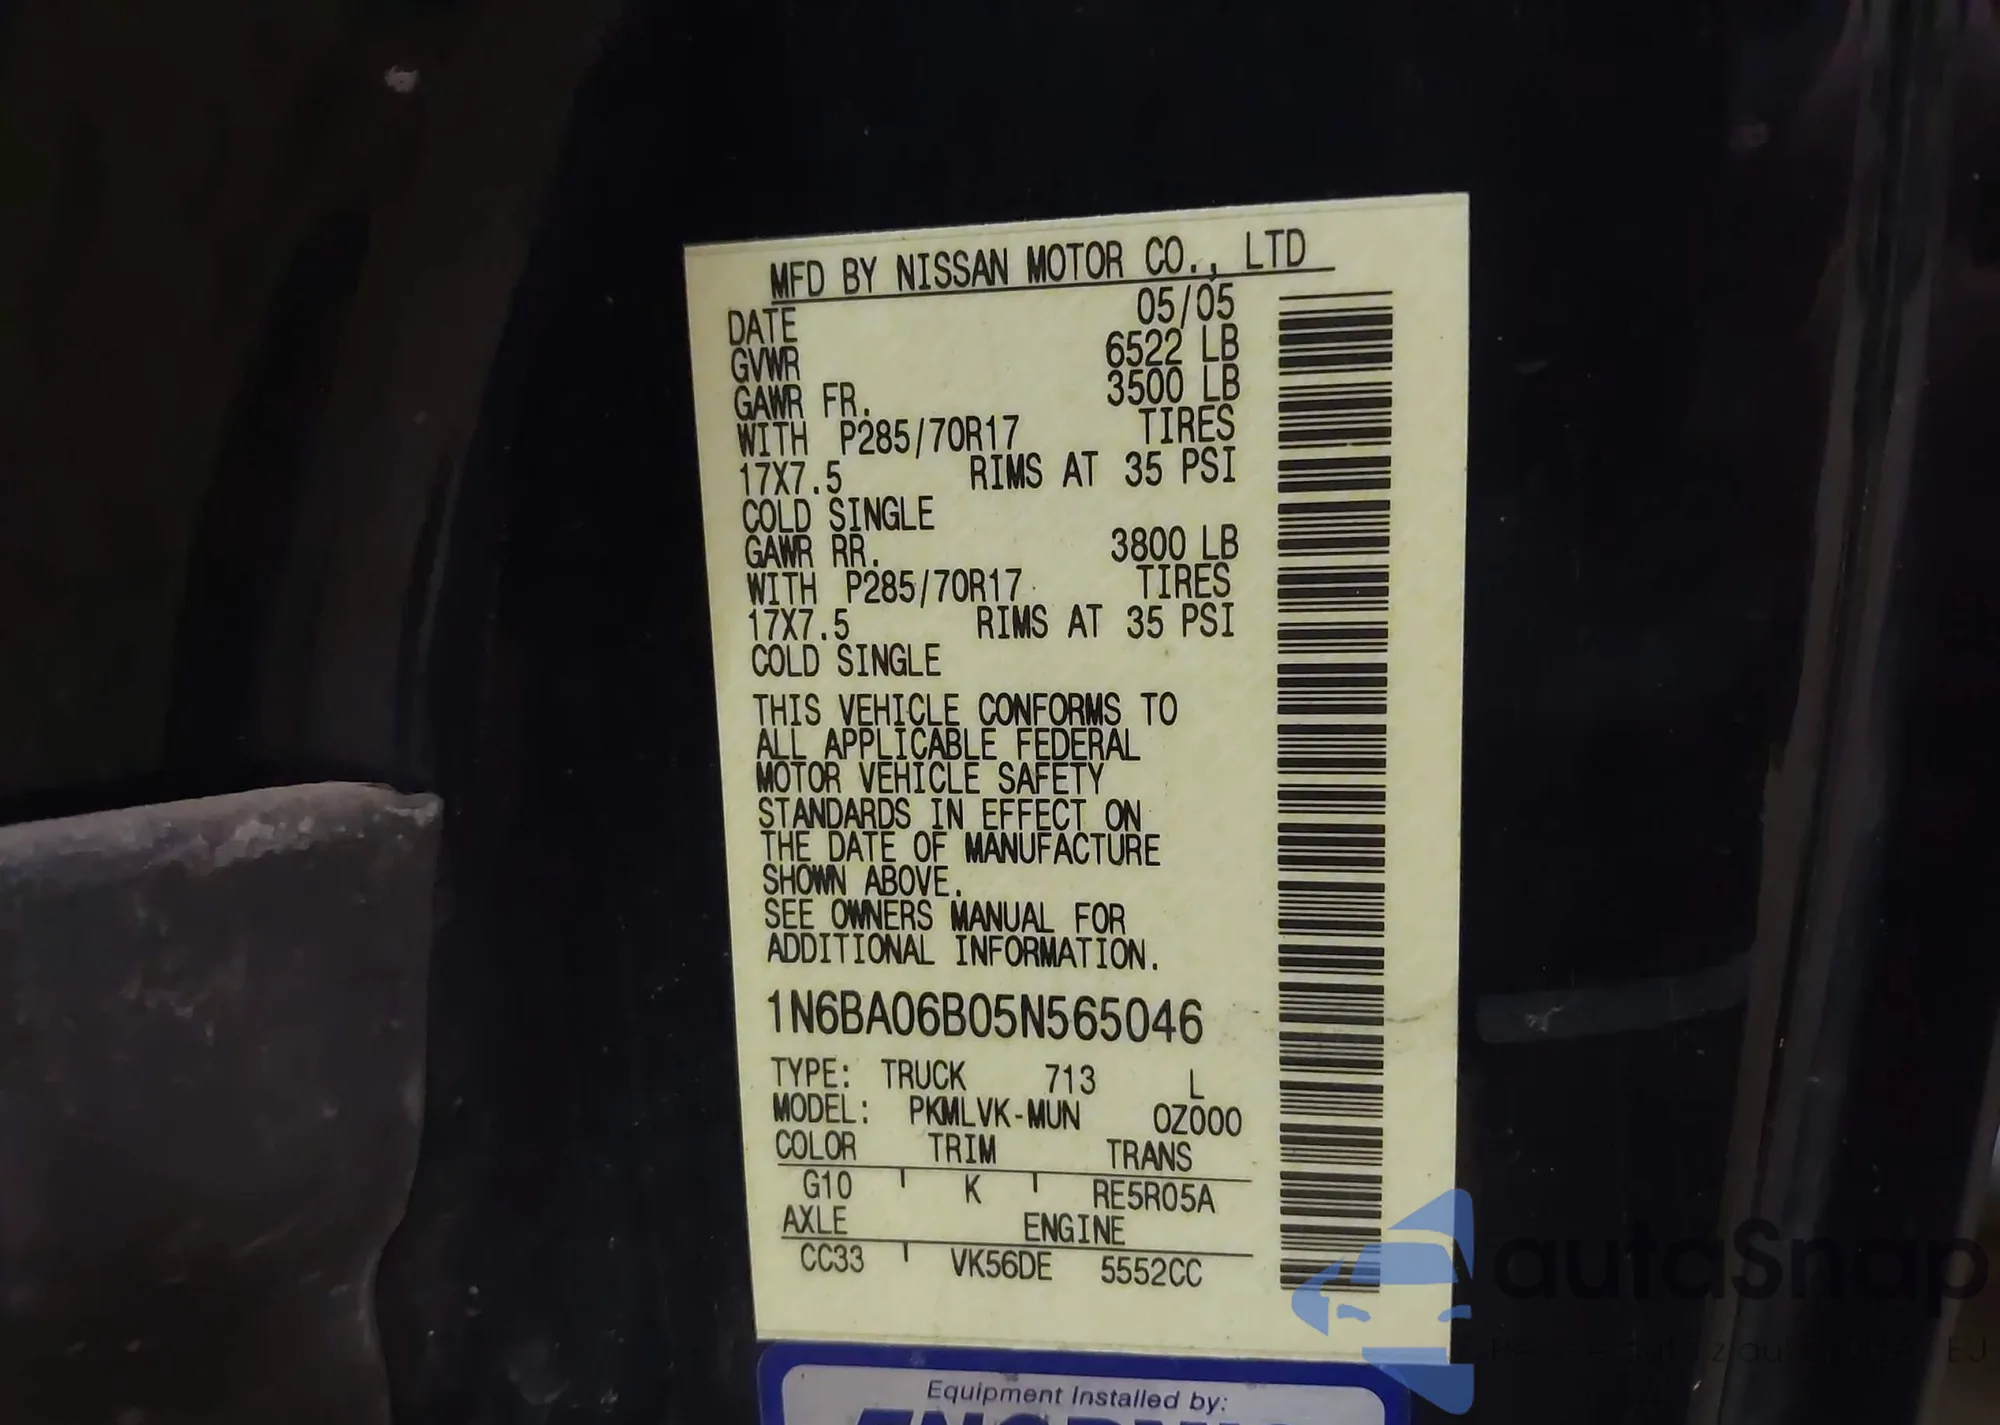 MFD BY NISSAN MOTOR CO., LTD
DATE 05/05
GVWR 6522 LB
GAWR FR. 3500 LB
WITH P285/70R17 TIRES
17X7.5 RIMS AT 35 PSI
COLD SINGLE
GAWR RR. 3800 LB
WITH P285/70R17 TIRES
17X7.5 RIMS AT 35 PSI
COLD SINGLE
THIS VEHICLE CONFORMS TO
ALL APPLICABLE FEDERAL
MOTOR VEHICLE SAFETY
STANDARDS IN EFFECT ON
THE DATE OF MANUFACTURE
SHOWN ABOVE.
SEE OWNERS MANUAL FOR
ADDITIONAL INFORMATION.
1N6BA06B05N565046
TYPE: TRUCK 713 L
MODEL: PKMLVK-MUN 0Z000
COLOR TRIM TRANS
G10 K RE5R05A
AXLE ENGINE
CC33 VK56DE 5552CC
autaSnap
Equipment Installed by: